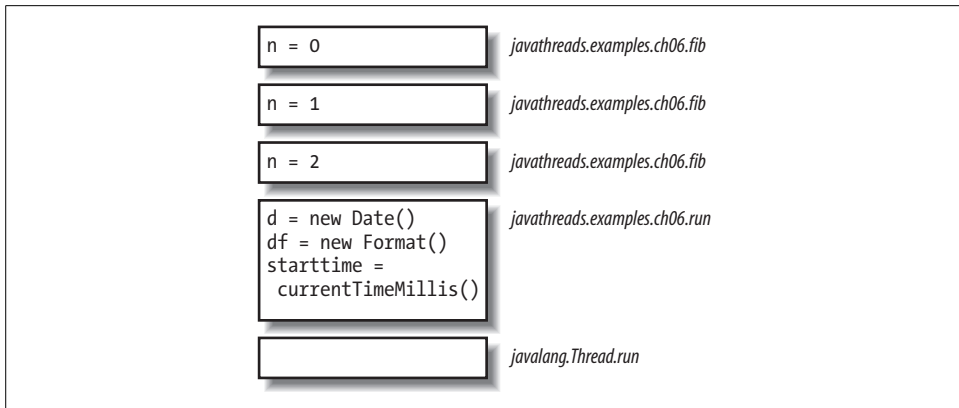 n = 0 javathreads.examples.ch06.fib
n = 1 javathreads.examples.ch06.fib
n = 2 javathreads.examples.ch06.fib
d = new Date() javathreads.examples.ch06.run
df = new Format()
starttime =
currentTimeMillis()
javalang.Thread.run